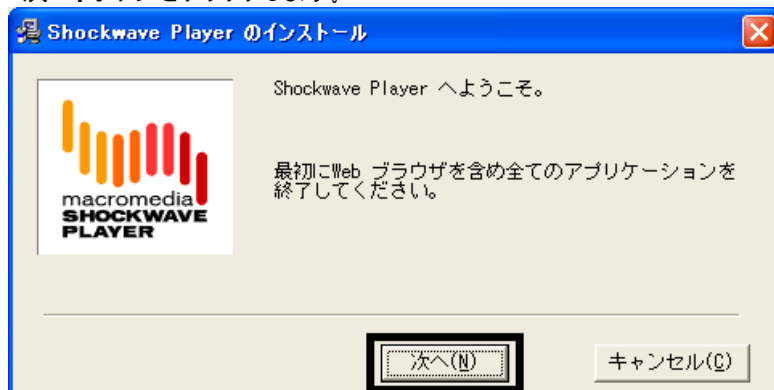 Shockwave Player のインストール
Shockwave Player へようこそ。
最初にWeb ブラウザを含め全てのアプリケーションを
終了してください。
macromedia
SHOCKWAVE
PLAYER
次へ(N)
キャンセル(C)